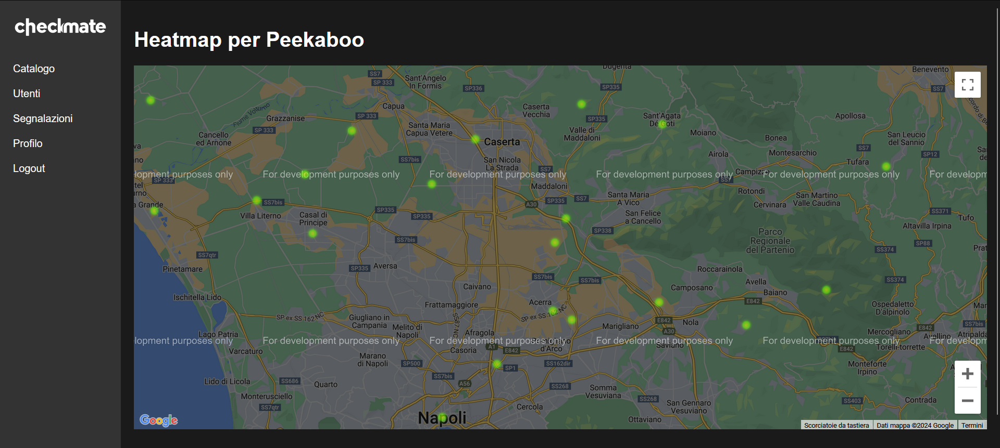 checkmate
Catalogo
Utenti
Segnalazioni
Profilo
Logout
Heatmap per Peekaboo
Dugenta
Benevento
SS7
SP 333
Sant'Angelo
In Formis
SP336
SP335
SS7
Capua
Caserta
Vecchia
Fiume Volturno
Grazzanise
SP 333
SP 333
Santa Maria
Capua Vetere
SP335
Valle di
Maddaloni
Sant'Agata
De' Goti
Apollosa
Moiano
Bonea
San Leucio
del Sannio
Cancello
ed Arnone
Caserta
Airola
Montesarchio
SS7
SP12
Tufara
SS7bis
San Nicola
La Strada
SS7
Campizze
elopment purposes only
For development purposes only
For development purposes only
For development purposes only
For development purposes only
For developm
SP 333
SS7
Maddaloni
Rotondi
Santa Maria
A Vico
San Martino
Valle Caudina
Cervinara
a Grande
SS7bis
SP335
SS7
A30
SP335
SP335
Villa Literno
Casal di
Principe
San Felice
a Cancello
SS371
Tufo
Altavilla Irpina
SP338
Parco
Regionale
del Partenio
SS7bis
SP88
SS374
Prat
SS7qtr
Pinetamare
SP335
Aversa
Roccarainola
SS7bis
SS7bis
SS374
Caivano
Camposano
Avella
Baiano
Ischitella Lido
Frattamaggiore
Acerra
E842
Ospedaletto
D'alpinolo
Mar
SP ex SS 162 NC
Giugliano in
Campania
SS87 NC
SP ex SS 162 NC
E842
Nola
Marigliano
A30
Melito di
Napoli
Afragola
Mercogliano
E842
SS7bis
Atripalda
Avellino
Lago Patria
elopment purposes only
For development purposes only
For development purposes only
For development purposes only
For development purposes only
For developm
d'Arco
Saviano
Torelli-torrette
Varcaturo
Casoria
A1
E842
E842
Marano
di Napoli
SP500
SP1
SS162dir
Monteforte
Irpino
Lido di Licola
SS686
Quarto
SS7bis
A56
SS268
Somma
Vesuviana
Monterusciello
SS7qtr
Cercola
SS268
San Gennaro
Vesuviano
SS403
Contrada
Napoli
Ottaviano
Google
Scorciatoie da tastiera
Dati mappa ©2024 Google
Termini